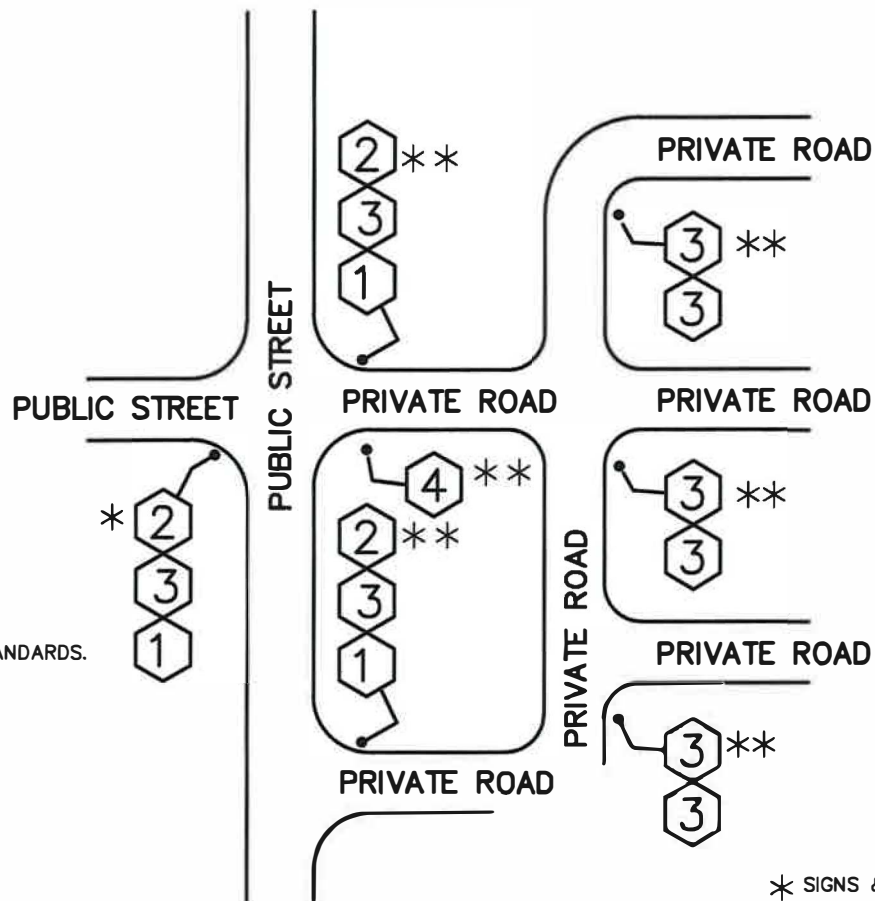 2 **
3
1
PRIVATE ROAD
3 **
3
PUBLIC STREET
PUBLIC STREET
PRIVATE ROAD
PRIVATE ROAD
4 **
* 2
3
1
2 **
3
1
3 **
3
PRIVATE ROAD
ANDARDS.
PRIVATE ROAD
3 **
3
PRIVATE ROAD
* SIGNS &